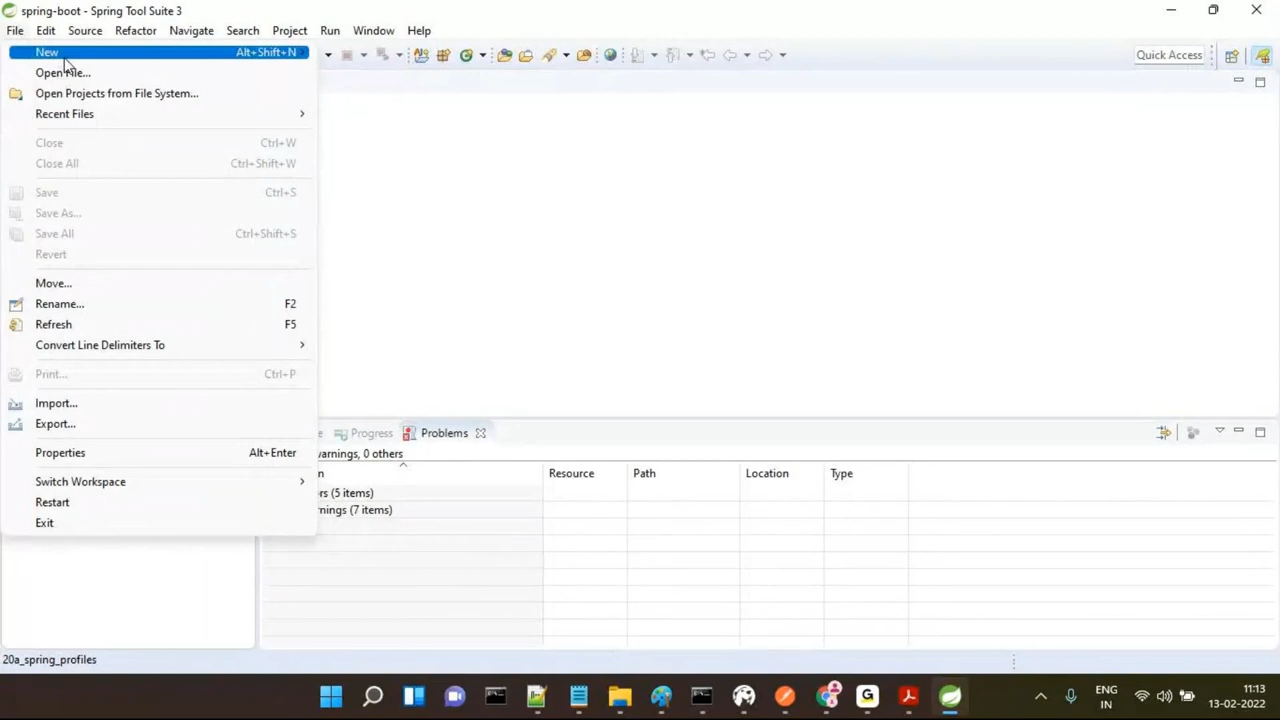 spring-boot - Spring Tool Suite 3
File Edit Source Refactor Navigate Search Project Run Window Help
New Alt+Shift+N
Quick Access
Open File...
Open Projects from File System...
Recent Files
Close Ctrl+W
Close All Ctrl+Shift+W
Save Ctrl+S
Save As...
Save All Ctrl+Shift+S
Revert
Move...
Rename... F2
Refresh F5
Convert Line Delimiters To
Print... Ctrl+P
Import...
Export...
Properties Alt+Enter
Switch Workspace
Restart
Exit
Progress Problems
warnings, 0 others
Resource Path Location Type
rs (5 items)
nings (7 items)
20a_spring_profiles
ENG
IN
11:13
13-02-2022